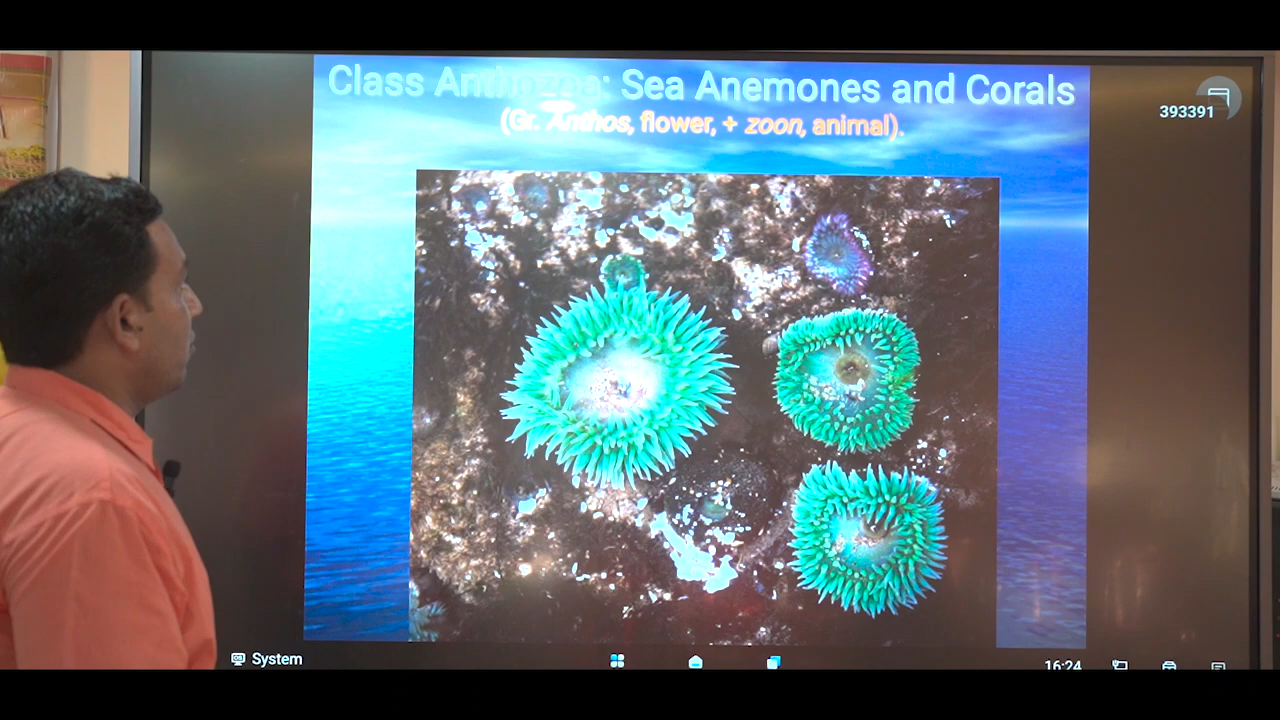 Class Anthozoa: Sea Anemones and Corals
(Gr. Anthos, flower, + zoon, animal).
393391
System
16:24